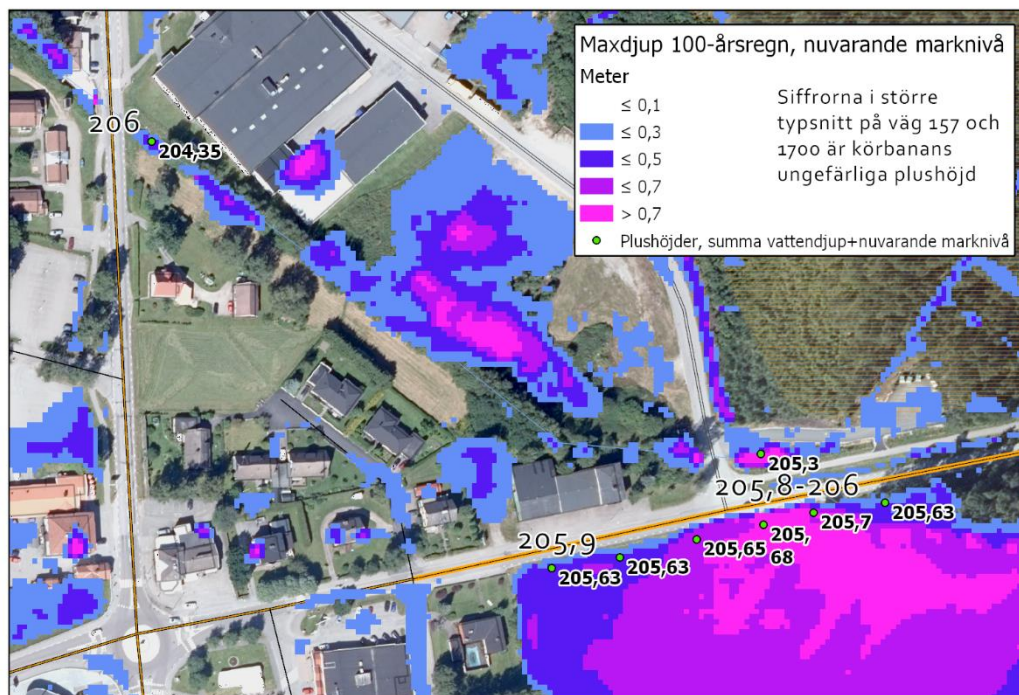 Maxdjup 100-årsregn, nuvarande marknivå
Meter
≤ 0,1
≤ 0,3
≤ 0,5
≤ 0,7
> 0,7
Plushöjder, summa vattendjup+nuvarande marknivå
Siffrorna i större
typsnitt på väg 157 och
1700 är körbanans
ungefärliga plushöjd
206
204,35
205,3
205,8-206
205,63
205,7
205,
68
205,65
205,9
205,63
205,63